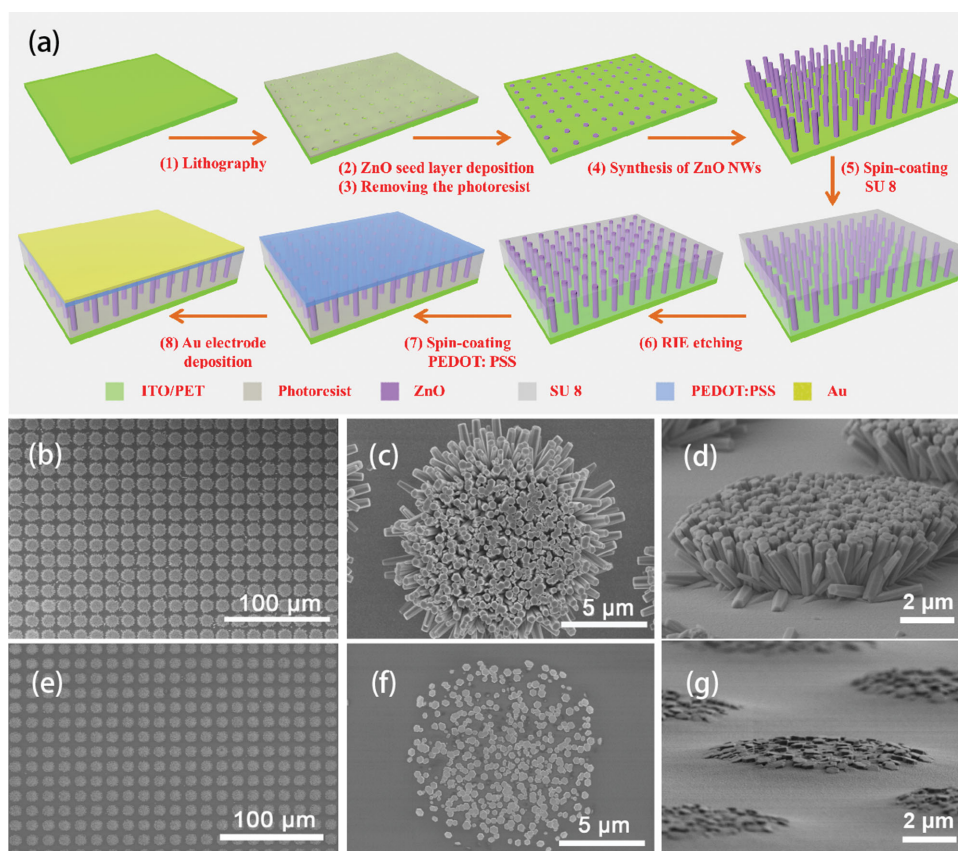 (a)
(1) Lithography
(2) ZnO seed layer deposition
(3) Removing the photoresist
(4) Synthesis of ZnO NWs
(5) Spin-coating
SU 8
(8) Au electrode
deposition
(7) Spin-coating
PEDOT: PSS
(6) RIE etching
ITO/PET
Photoresist
ZnO
SU 8
PEDOT:PSS
Au
(b)
100 µm
(c)
5 µm
(d)
2 µm
(e)
100 µm
(f)
5 µm
(g)
2 µm